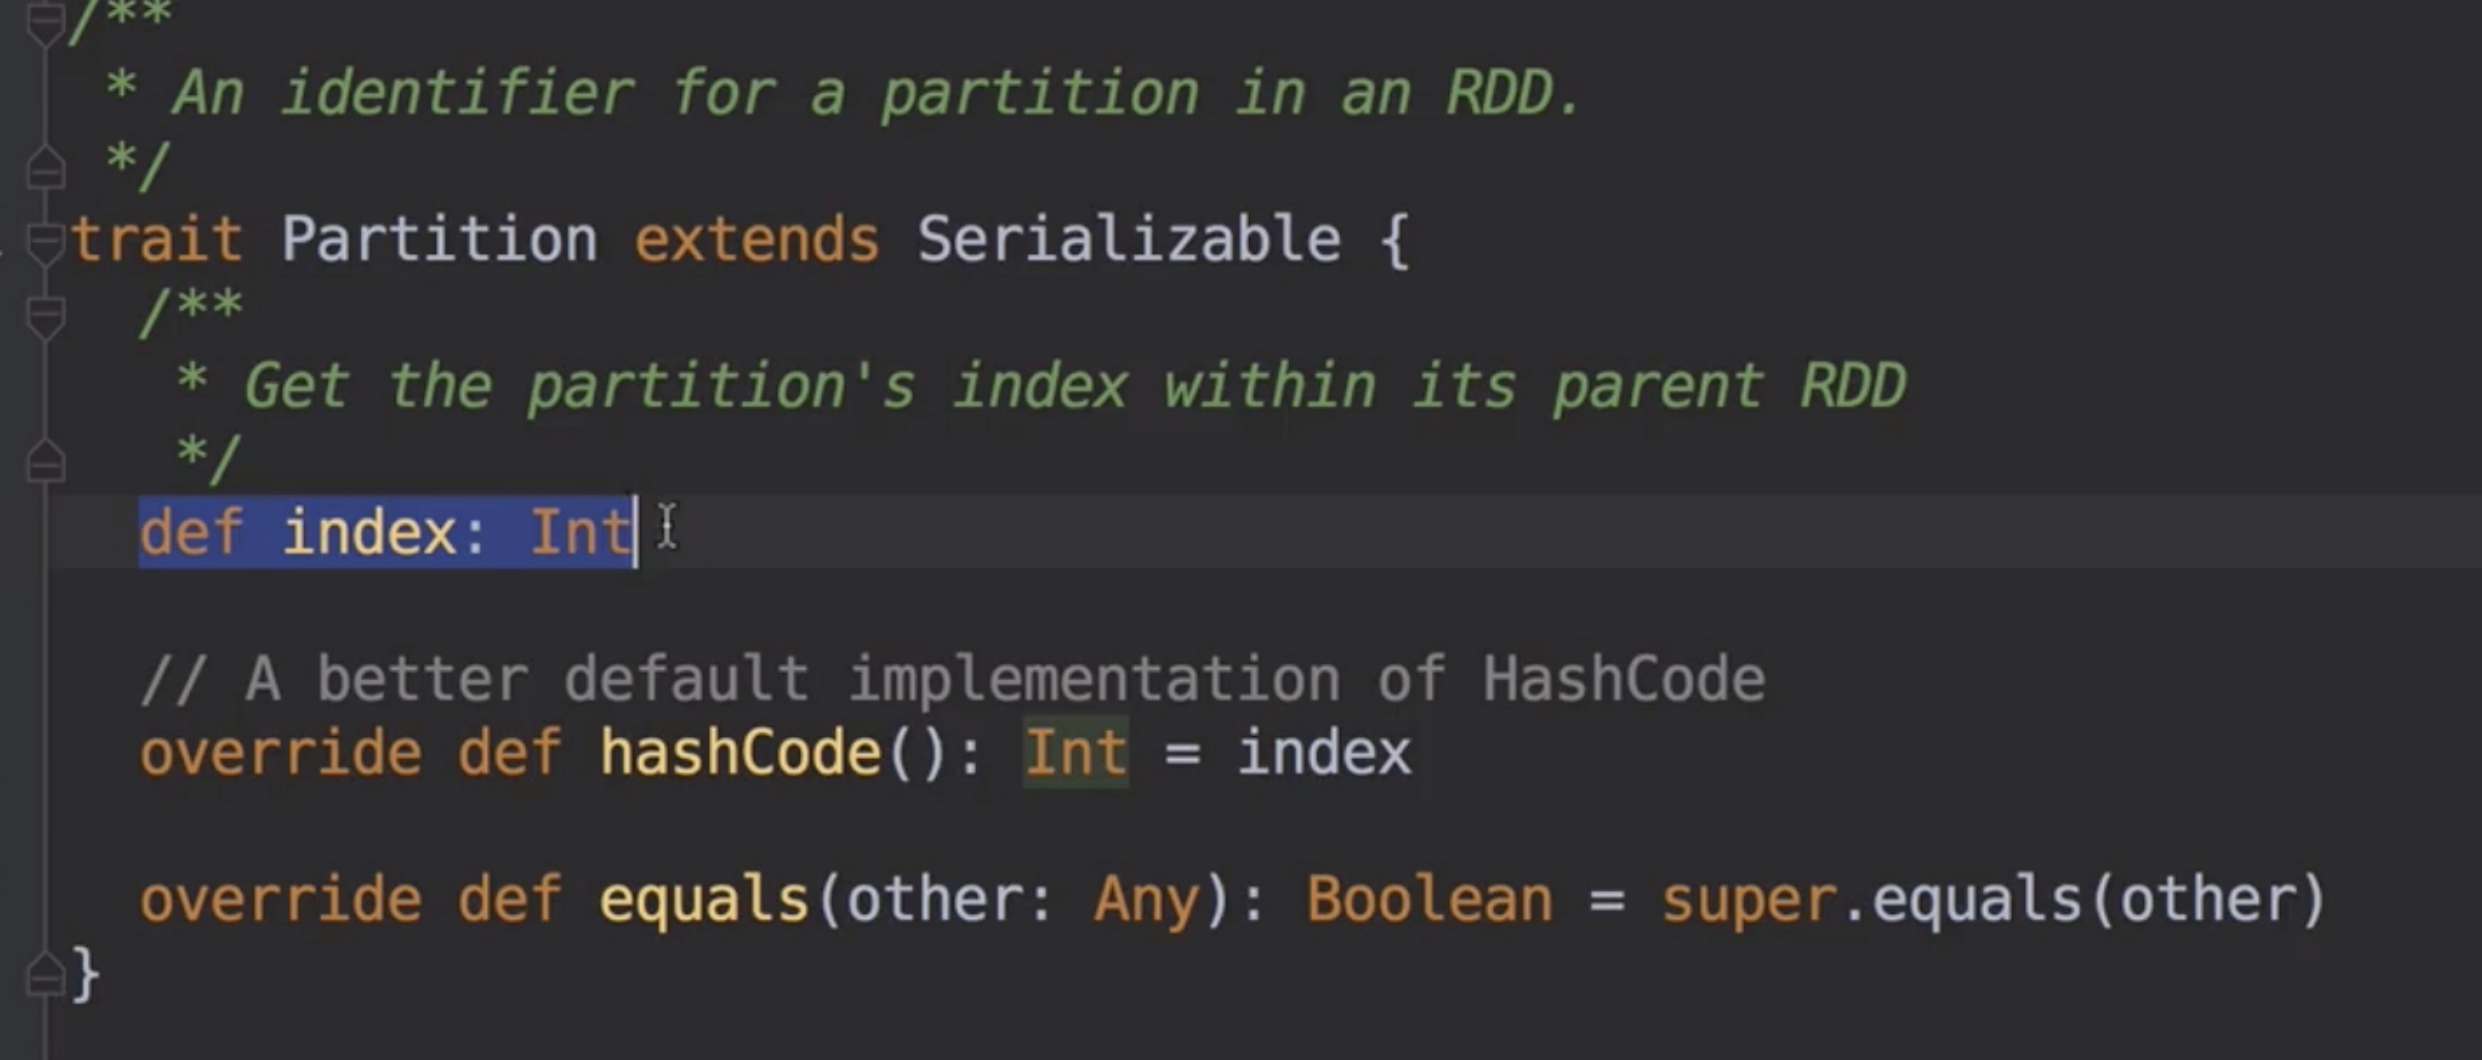 /**
 * An identifier for a partition in an RDD.
 */
trait Partition extends Serializable {
  /**
   * Get the partition's index within its parent RDD
   */
  def index: Int

  // A better default implementation of HashCode
  override def hashCode(): Int = index

  override def equals(other: Any): Boolean = super.equals(other)
}